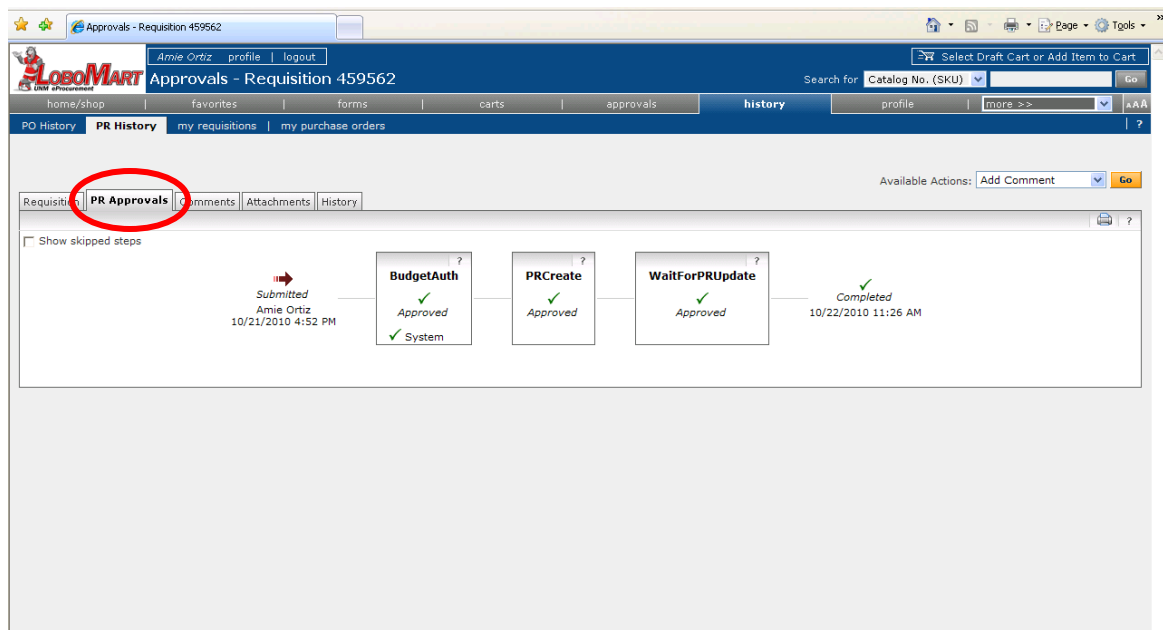 Approvals - Requisition 459562
Page
Tools
»
Amie Ortiz profile | logout
Select Draft Cart or Add Item to Cart
LOBOMART
UNM eProcurement
Approvals - Requisition 459562
Search for Catalog No. (SKU) Go
home/shop | favorites | forms | carts | approvals history profile | more >> AAA
PO History PR History my requisitions | my purchase orders | ?
Available Actions: Add Comment Go
Requisition PR Approvals Comments Attachments History
?
Show skipped steps
? ? ?
BudgetAuth PRCreate WaitForPRUpdate
Submitted Approved Approved Approved Completed
Amie Ortiz
10/21/2010 4:52 PM 10/22/2010 11:26 AM
System